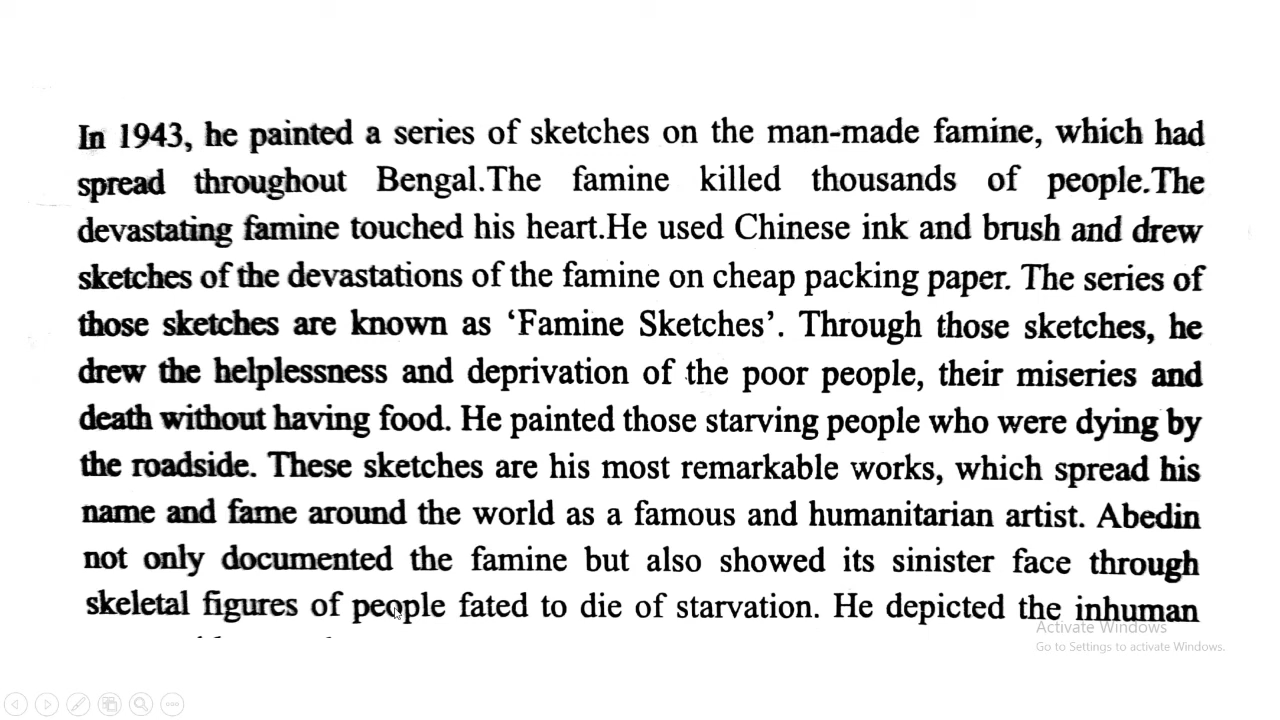 In 1943, he painted a series of sketches on the man-made famine, which had
spread throughout Bengal.The famine killed thousands of people.The
devastating famine touched his heart.He used Chinese ink and brush and drew
sketches of the devastations of the famine on cheap packing paper. The series of
those sketches are known as ‘Famine Sketches’. Through those sketches, he
drew the helplessness and deprivation of the poor people, their miseries and
death without having food. He painted those starving people who were dying by
the roadside. These sketches are his most remarkable works, which spread his
name and fame around the world as a famous and humanitarian artist. Abedin
not only documented the famine but also showed its sinister face through
skeletal figures of people fated to die of starvation. He depicted the inhuman
Activate Windows
Go to Settings to activate Windows.